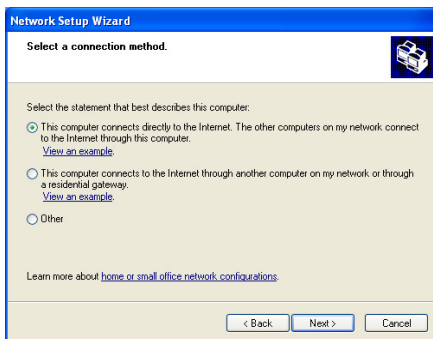 Network Setup Wizard
Select a connection method.
Select the statement that best describes this computer:
This computer connects directly to the Internet. The other computers on my network connect
to the Internet through this computer.
View an example.
This computer connects to the Internet through another computer on my network or through
a residential gateway.
View an example.
Other
Learn more about home or small office network configurations.
< Back Next > Cancel